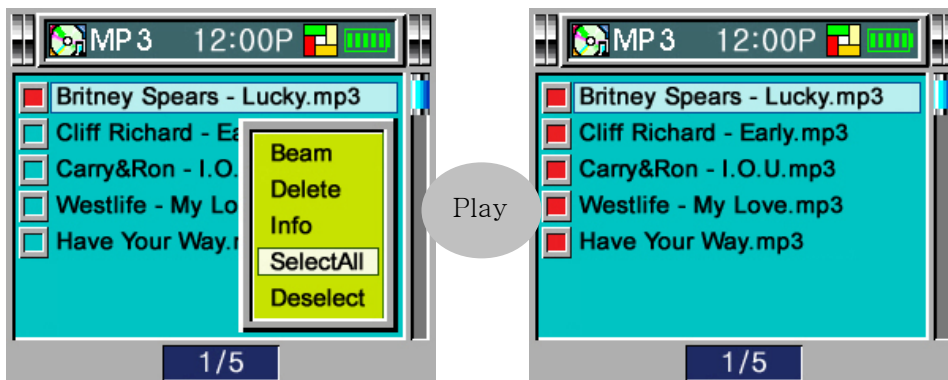 MP3 12:00P
Britney Spears - Lucky.mp3
Cliff Richard - Ea
Carry&Ron - I.O.
Westlife - My Lo
Have Your Way.
Beam
Delete
Info
SelectAll
Deselect
1/5
Play
MP3 12:00P
Britney Spears - Lucky.mp3
Cliff Richard - Early.mp3
Carry&Ron - I.O.U.mp3
Westlife - My Love.mp3
Have Your Way.mp3
1/5